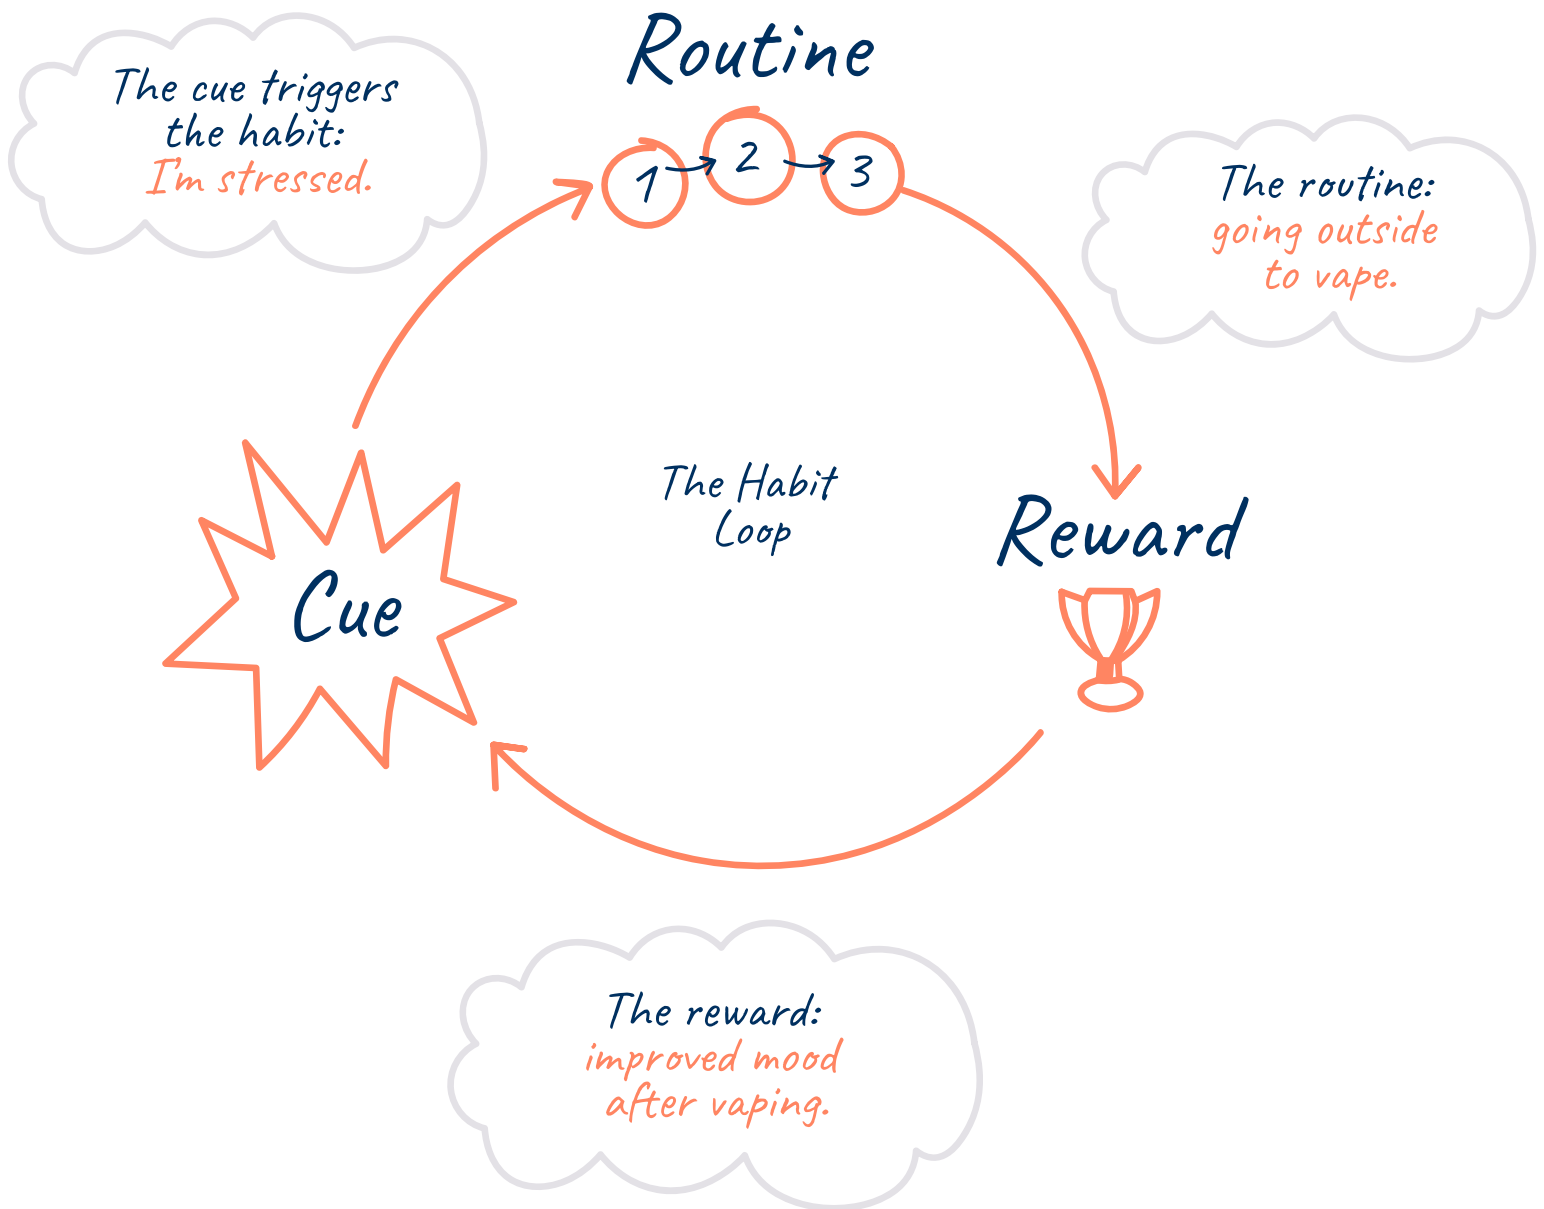 Routine
The cue triggers
the habit:
I'm stressed.
1
2
3
The routine:
going outside
to vape.
The Habit
Loop
Reward
Cue
The reward:
improved mood
after vaping.